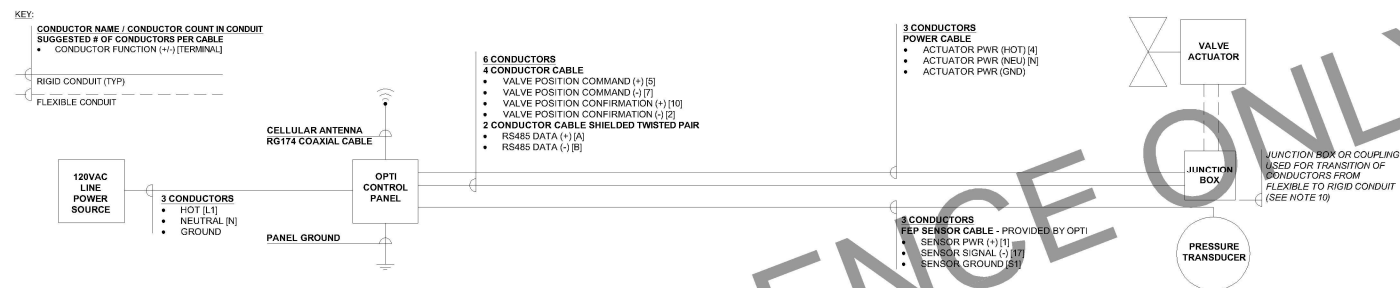 KEY:
CONDUCTOR NAME / CONDUCTOR COUNT IN CONDUIT
SUGGESTED # OF CONDUCTORS PER CABLE
• CONDUCTOR FUNCTION (+/-) [TERMINAL]
RIGID CONDUIT (TYP)
FLEXIBLE CONDUIT
120VAC
LINE
POWER
SOURCE
3 CONDUCTORS
• HOT [L1]
• NEUTRAL [N]
• GROUND
CELLULAR ANTENNA
RG174 COAXIAL CABLE
OPTI
CONTROL
PANEL
PANEL GROUND
6 CONDUCTORS
4 CONDUCTOR CABLE
• VALVE POSITION COMMAND (+) [5]
• VALVE POSITION COMMAND (-) [7]
• VALVE POSITION CONFIRMATION (+) [10]
• VALVE POSITION CONFIRMATION (-) [2]
2 CONDUCTOR CABLE SHIELDED TWISTED PAIR
• RS485 DATA (+) [A]
• RS485 DATA (-) [B]
3 CONDUCTORS
POWER CABLE
• ACTUATOR PWR (HOT) [4]
• ACTUATOR PWR (NEU) [N]
• ACTUATOR PWR (GND)
3 CONDUCTORS
FEP SENSOR CABLE - PROVIDED BY OPTI
• SENSOR PWR (+) [1]
• SENSOR SIGNAL (-) [17]
• SENSOR GROUND [S1]
VALVE
ACTUATOR
JUNCTION
BOX
JUNCTION BOX OR COUPLING
USED FOR TRANSITION OF
CONDUCTORS FROM
FLEXIBLE TO RIGID CONDUIT
(SEE NOTE 10)
PRESSURE
TRANSDUCER
ENCE ONLY